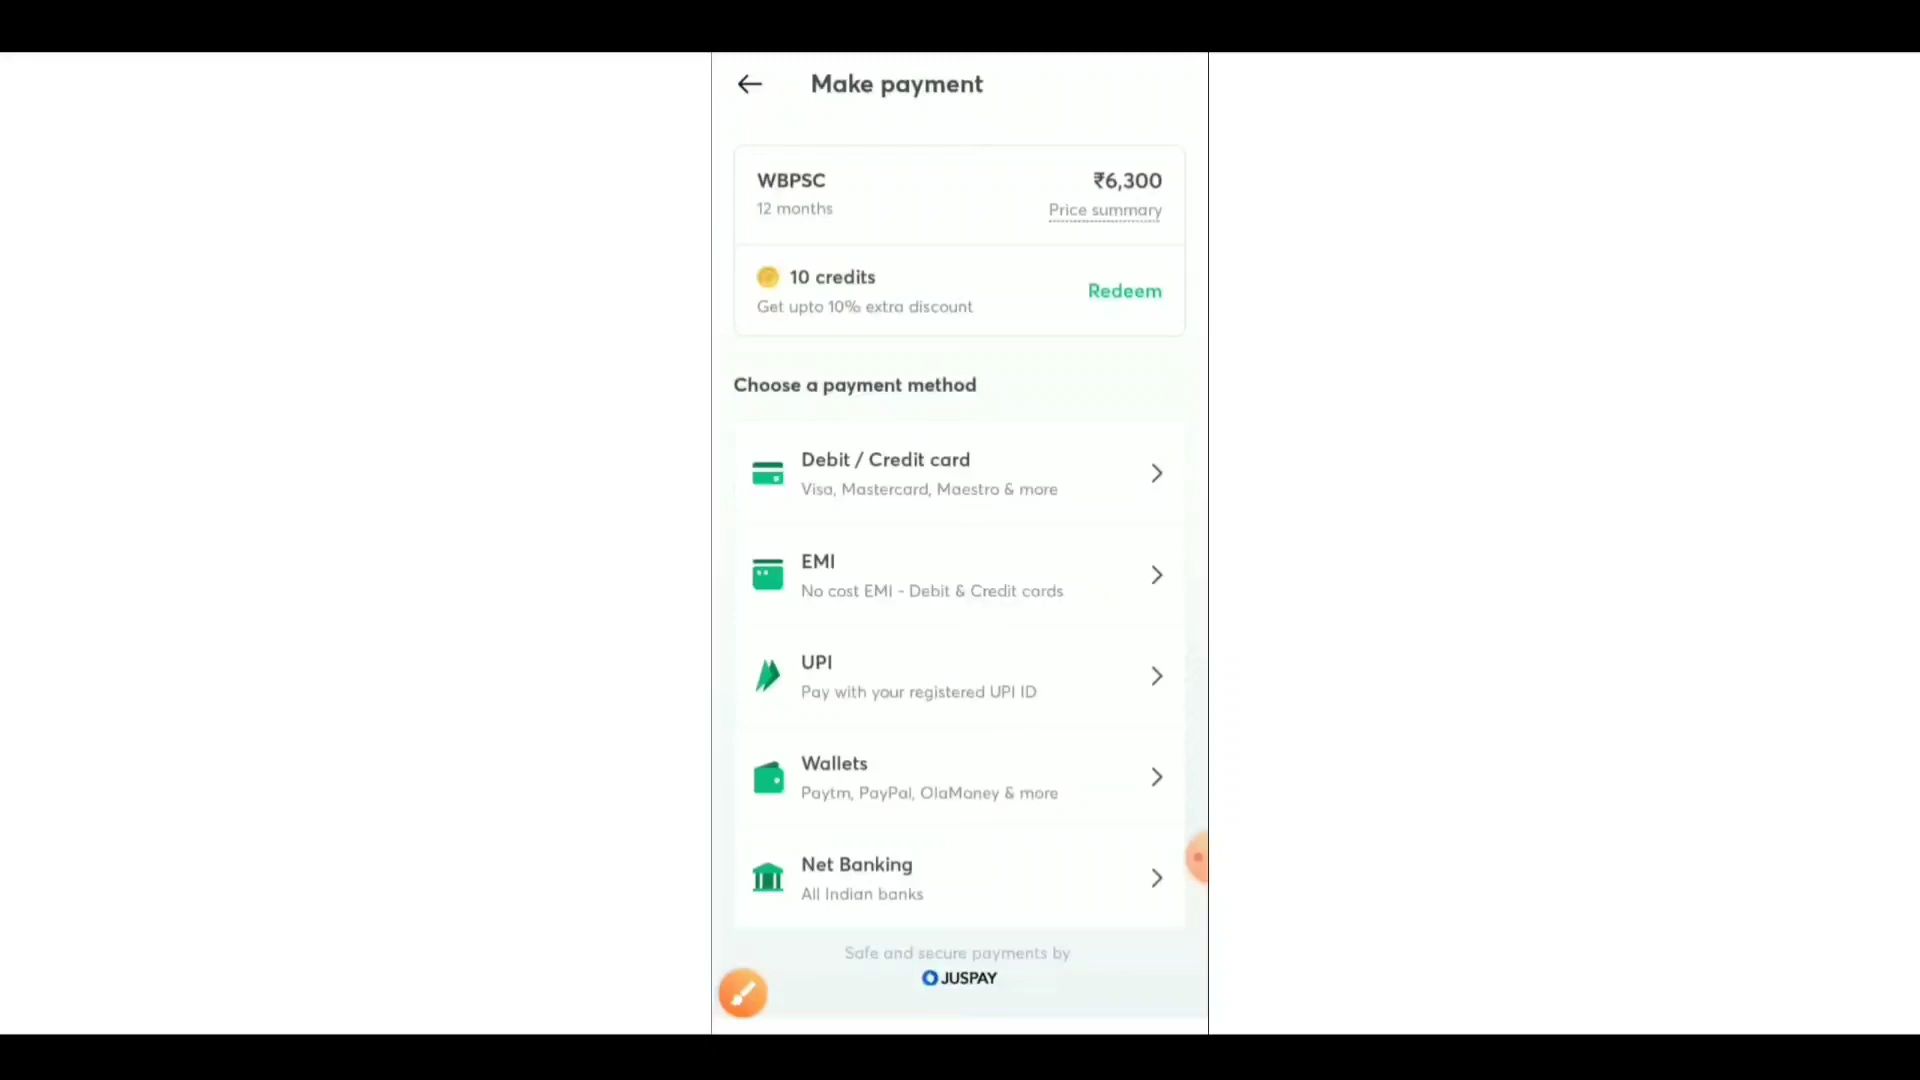 Make payment
WBPSC
₹6,300
12 months
Price summary
10 credits
Redeem
Get upto 10% extra discount
Choose a payment method
Debit / Credit card
Visa, Mastercard, Maestro & more
EMI
No cost EMI - Debit & Credit cards
UPI
Pay with your registered UPI ID
Wallets
Paytm, PayPal, OlaMoney & more
Net Banking
All Indian banks
Safe and secure payments by
JUSPAY